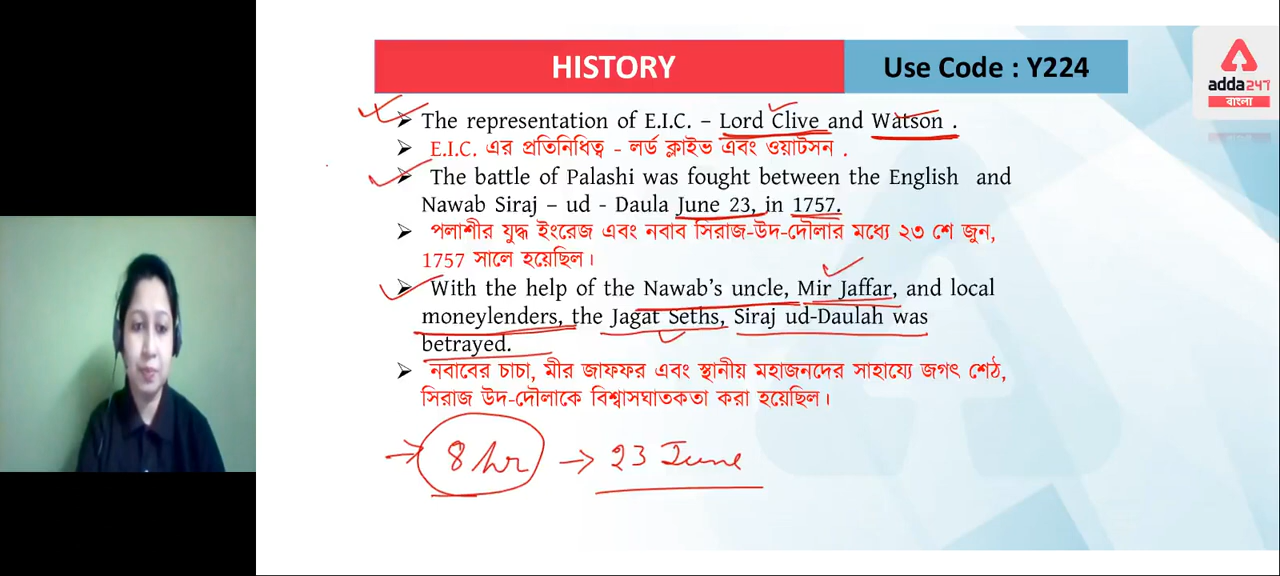 HISTORY
Use Code : Y224
adda247
বাংলা
➢ The representation of E.I.C. – Lord Clive and Watson .
➢ E.I.C. এর প্রতিনিধিত্ব - লর্ড ক্লাইভ এবং ওয়াটসন .
➢ The battle of Palashi was fought between the English and
Nawab Siraj – ud - Daula June 23, in 1757.
➢ পলাশীর যুদ্ধ ইংরেজ এবং নবাব সিরাজ-উদ-দৌলার মধ্যে ২৩ শে জুন,
1757 সালে হয়েছিল।
➢ With the help of the Nawab's uncle, Mir Jaffar, and local
moneylenders, the Jagat Seths, Siraj ud-Daulah was
betrayed.
➢ নবাবের চাচা, মীর জাফফর এবং স্থানীয় মহাজনদের সাহায্যে জগৎ শেঠ,
সিরাজ উদ-দৌলাকে বিশ্বাসঘাতকতা করা হয়েছিল।
→ 8 hr → 23 June